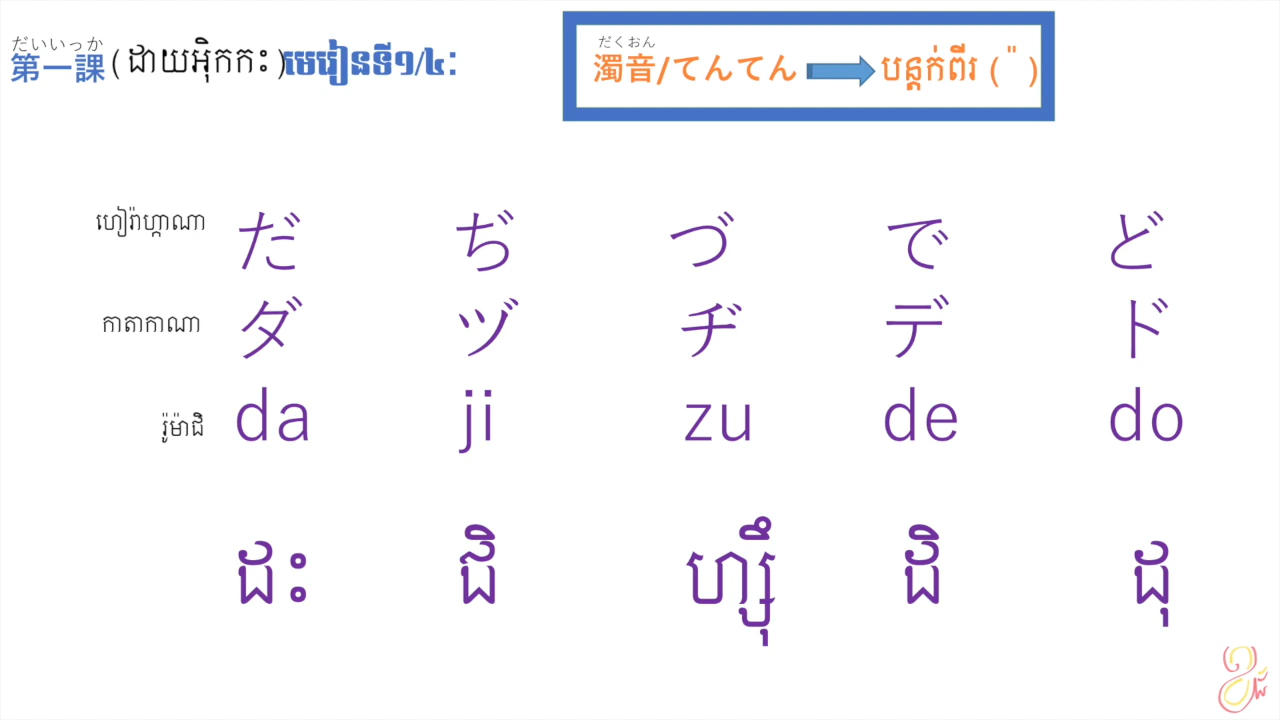 だいいっか
第一課(ដាយអ៊ិកកះ)មេរៀនទី១/៤:
だくおん
濁音/てんてん បន្តក់ពីរ ( ៉ )
ហៀរ៉ាហ្កាណា だ ぢ づ で ど
កាតាកាណា ダ ヅ ヂ デ ド
រ៉ូម៉ាជិ da ji zu de do
ដះ ជិ ហ្ស៊ឹ ដិ ដុ